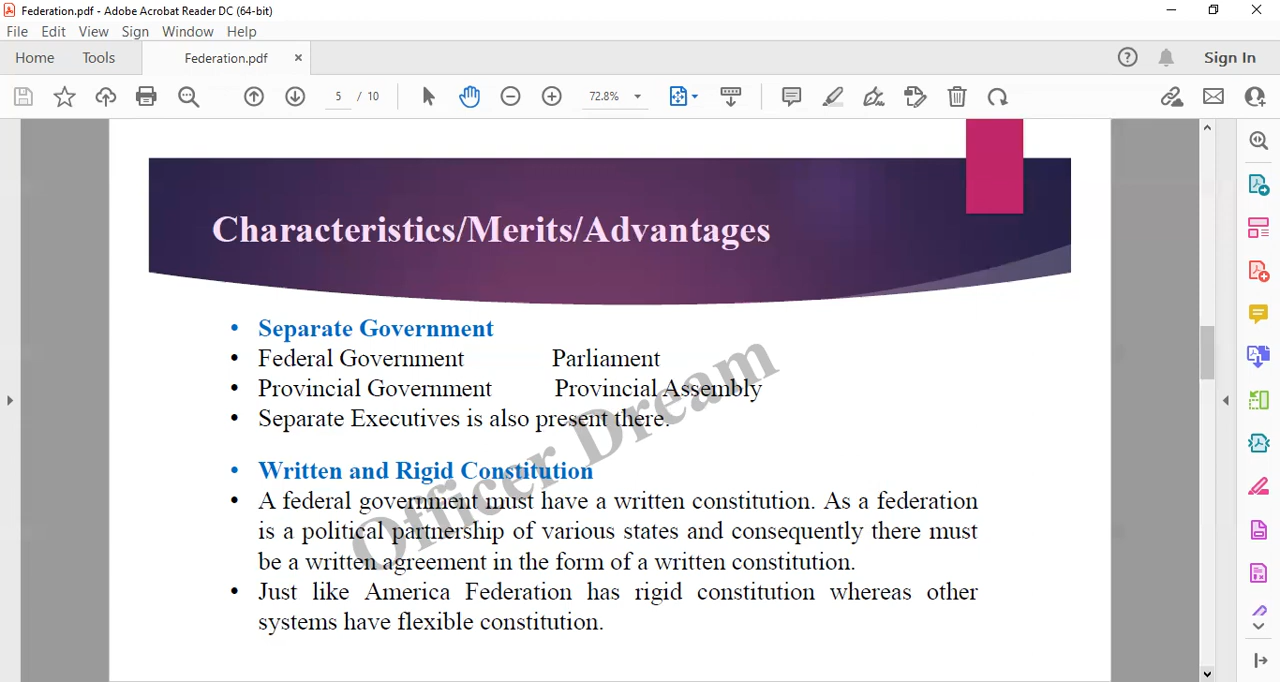 Federation.pdf - Adobe Acrobat Reader DC (64-bit)
File Edit View Sign Window Help
Home Tools Federation.pdf × Sign In
5 / 10 72.8%
Characteristics/Merits/Advantages
• Separate Government
• Federal Government Parliament
• Provincial Government Provincial Assembly
• Separate Executives is also present there.
• Written and Rigid Constitution
• A federal government must have a written constitution. As a federation
is a political partnership of various states and consequently there must
be a written agreement in the form of a written constitution.
• Just like America Federation has rigid constitution whereas other
systems have flexible constitution.
Officer Dream